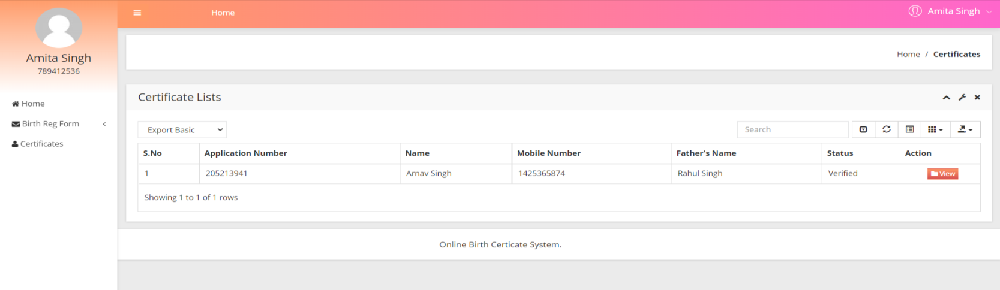 Amita Singh
789412536
Home
Birth Reg Form
Certificates
Home
Amita Singh
Home / Certificates
Certificate Lists
Export Basic
Search
S.No Application Number Name Mobile Number Father's Name Status Action
1 205213941 Arnav Singh 1425365874 Rahul Singh Verified View
Showing 1 to 1 of 1 rows
Online Birth Certicate System.